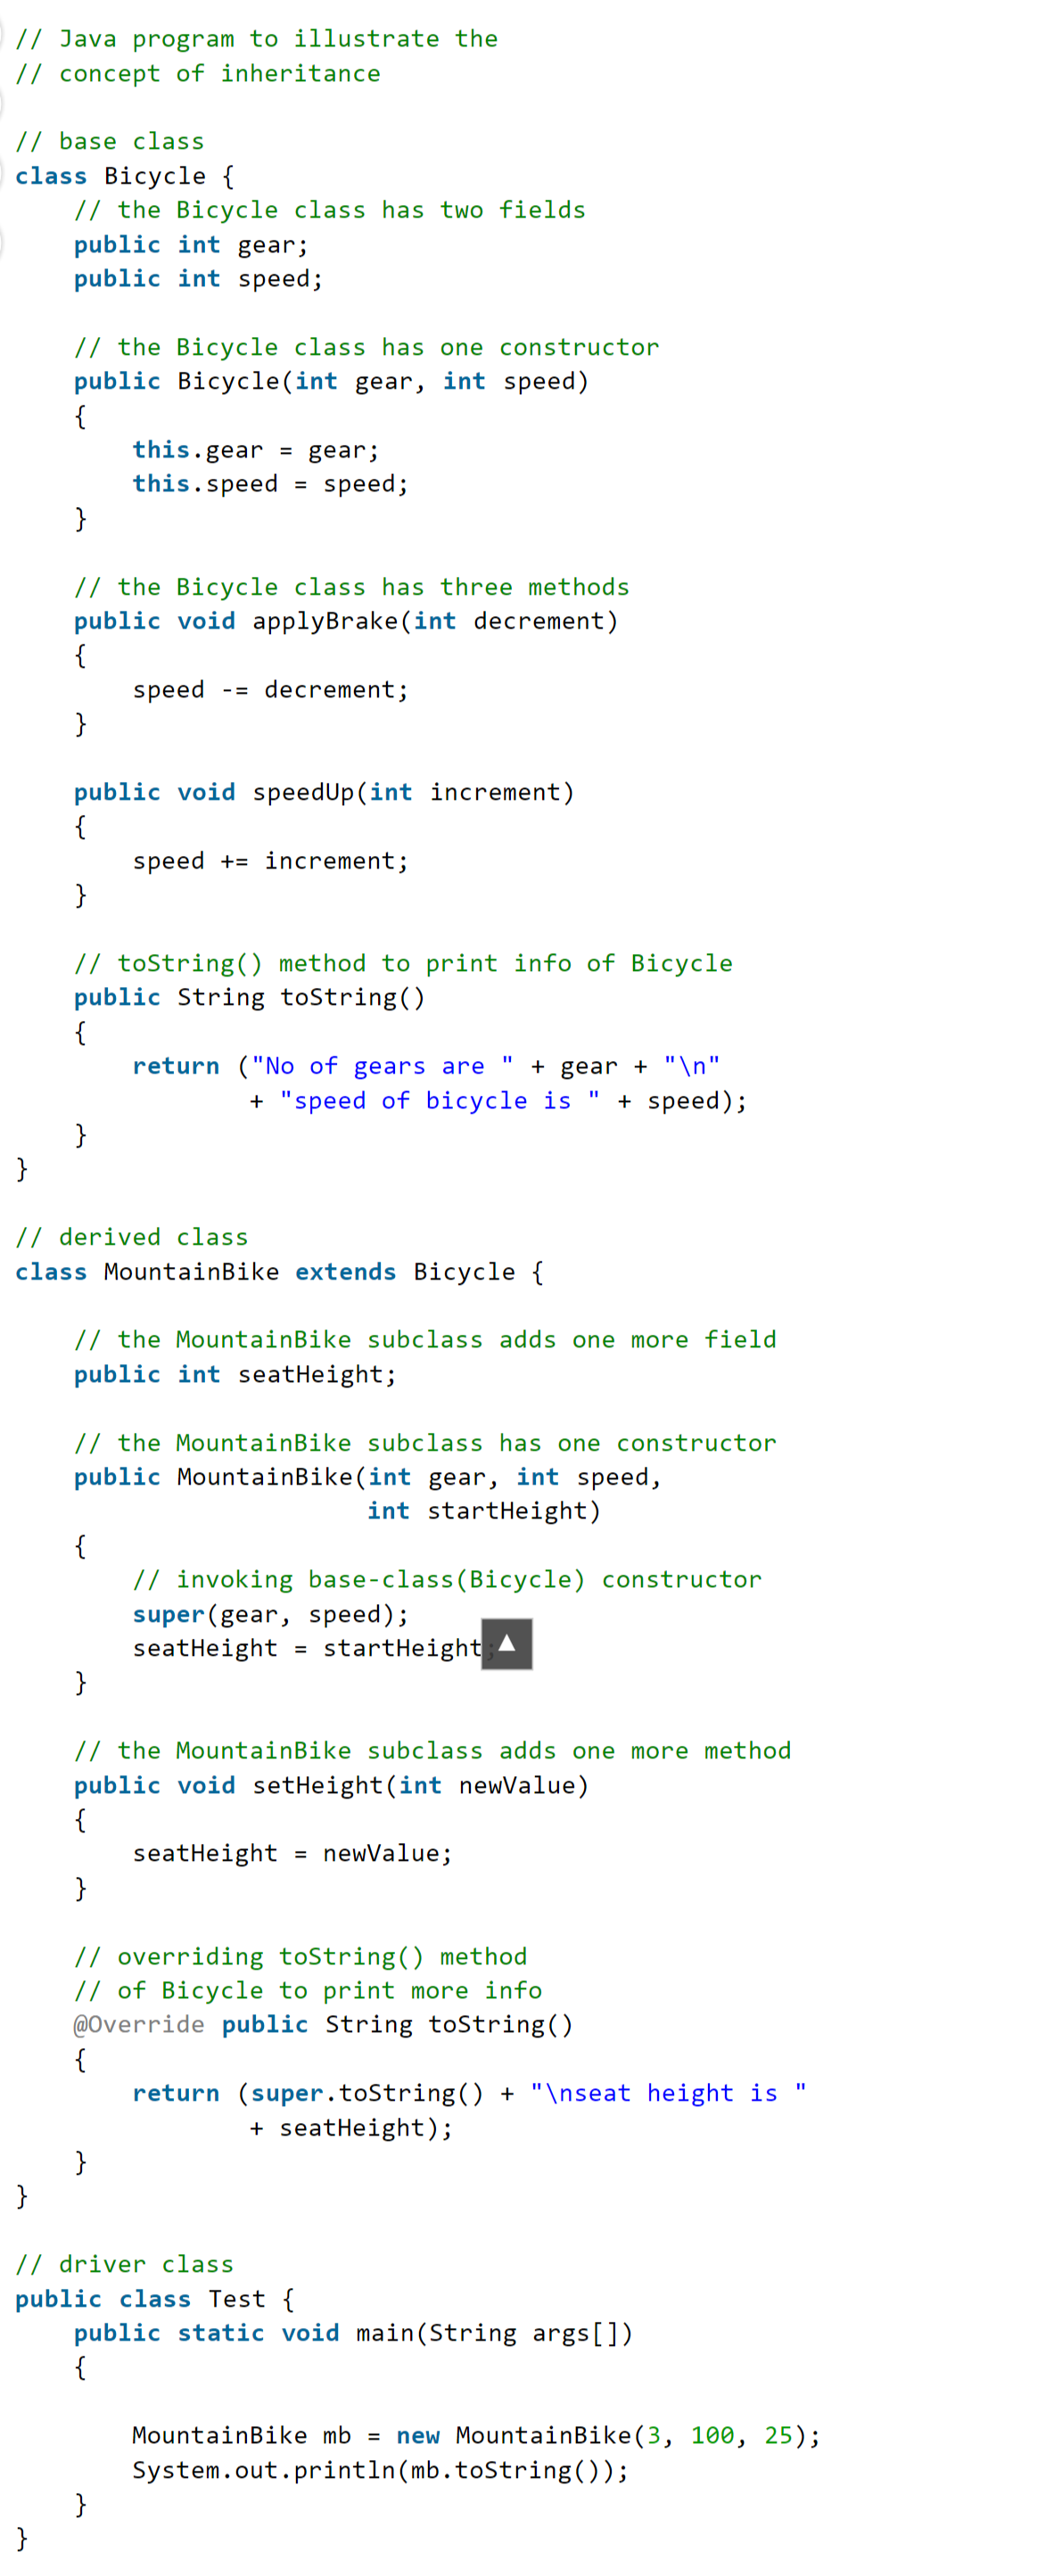 // Java program to illustrate the
// concept of inheritance

// base class
class Bicycle {
    // the Bicycle class has two fields
    public int gear;
    public int speed;

    // the Bicycle class has one constructor
    public Bicycle(int gear, int speed)
    {
        this.gear = gear;
        this.speed = speed;
    }

    // the Bicycle class has three methods
    public void applyBrake(int decrement)
    {
        speed -= decrement;
    }

    public void speedUp(int increment)
    {
        speed += increment;
    }

    // toString() method to print info of Bicycle
    public String toString()
    {
        return ("No of gears are " + gear + "\n"
                + "speed of bicycle is " + speed);
    }
}

// derived class
class MountainBike extends Bicycle {

    // the MountainBike subclass adds one more field
    public int seatHeight;

    // the MountainBike subclass has one constructor
    public MountainBike(int gear, int speed,
                        int startHeight)
    {
        // invoking base-class(Bicycle) constructor
        super(gear, speed);
        seatHeight = startHeight;
    }

    // the MountainBike subclass adds one more method
    public void setHeight(int newValue)
    {
        seatHeight = newValue;
    }

    // overriding toString() method
    // of Bicycle to print more info
    @Override public String toString()
    {
        return (super.toString() + "\nseat height is "
                + seatHeight);
    }
}

// driver class
public class Test {
    public static void main(String args[])
    {

        MountainBike mb = new MountainBike(3, 100, 25);
        System.out.println(mb.toString());
    }
}